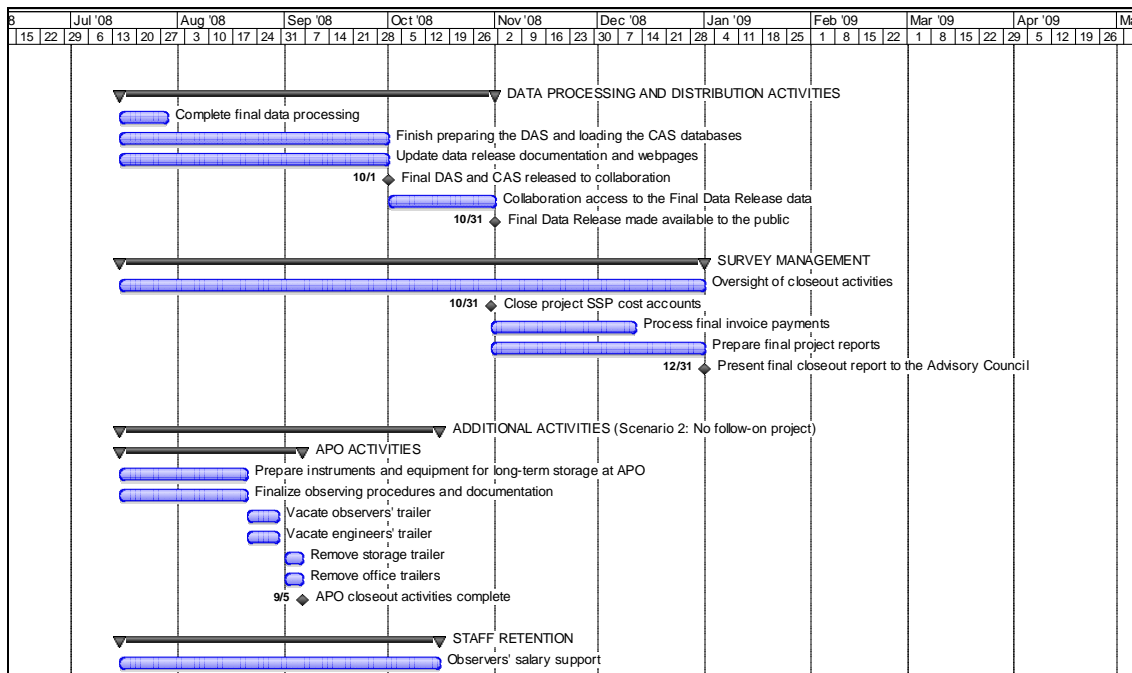 8 Jul '08 Aug '08 Sep '08 Oct '08 Nov '08 Dec '08 Jan '09 Feb '09 Mar '09 Apr '09 Ma
15 22 29 6 13 20 27 3 10 17 24 31 7 14 21 28 5 12 19 26 2 9 16 23 30 7 14 21 28 4 11 18 25 1 8 15 22 1 8 15 22 29 5 12 19 26
DATA PROCESSING AND DISTRIBUTION ACTIVITIES
Complete final data processing
Finish preparing the DAS and loading the CAS databases
Update data release documentation and webpages
10/1 Final DAS and CAS released to collaboration
Collaboration access to the Final Data Release data
10/31 Final Data Release made available to the public
SURVEY MANAGEMENT
Oversight of closeout activities
10/31 Close project SSP cost accounts
Process final invoice payments
Prepare final project reports
12/31 Present final closeout report to the Advisory Council
ADDITIONAL ACTIVITIES (Scenario 2: No follow-on project)
APO ACTIVITIES
Prepare instruments and equipment for long-term storage at APO
Finalize observing procedures and documentation
Vacate observers' trailer
Vacate engineers' trailer
Remove storage trailer
Remove office trailers
9/5 APO closeout activities complete
STAFF RETENTION
Observers' salary support